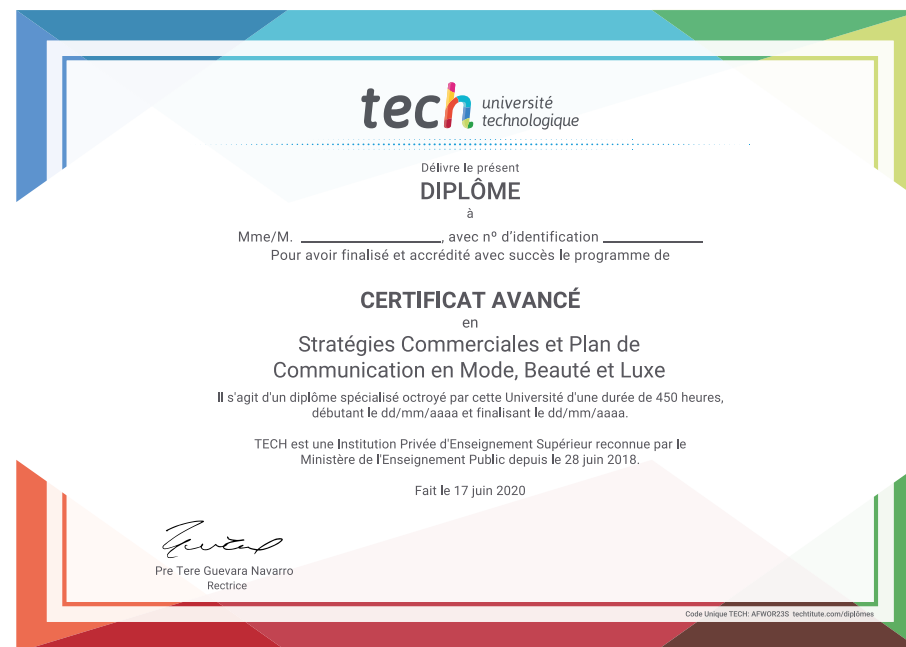 tech université
technologique
Délivre le présent
DIPLÔME
à
Mme/M. ____________________, avec nº d'identification ______________
Pour avoir finalisé et accrédité avec succès le programme de
CERTIFICAT AVANCÉ
en
Stratégies Commerciales et Plan de
Communication en Mode, Beauté et Luxe
Il s'agit d'un diplôme spécialisé octroyé par cette Université d'une durée de 450 heures,
débutant le dd/mm/aaaa et finalisant le dd/mm/aaaa.
TECH est une Institution Privée d'Enseignement Supérieur reconnue par le
Ministère de l'Enseignement Public depuis le 28 juin 2018.
Fait le 17 juin 2020
Pre Tere Guevara Navarro
Rectrice
Code Unique TECH: AFWOR23S techtitute.com/diplômes